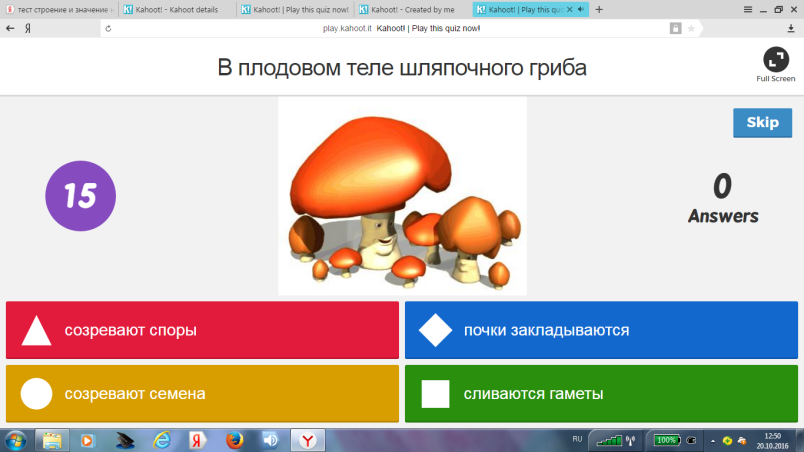 тест строение и значение
Kahoot! - Kahoot details
Kahoot! | Play this quiz now!
Kahoot! - Created by me
Kahoot! | Play this quiz
Я
play.kahoot.it Kahoot! | Play this quiz now!
В плодовом теле шляпочного гриба
Full Screen
Skip
15
0
Answers
созревают споры
почки закладываются
созревают семена
сливаются гаметы
RU
100%
12:50
20.10.2016